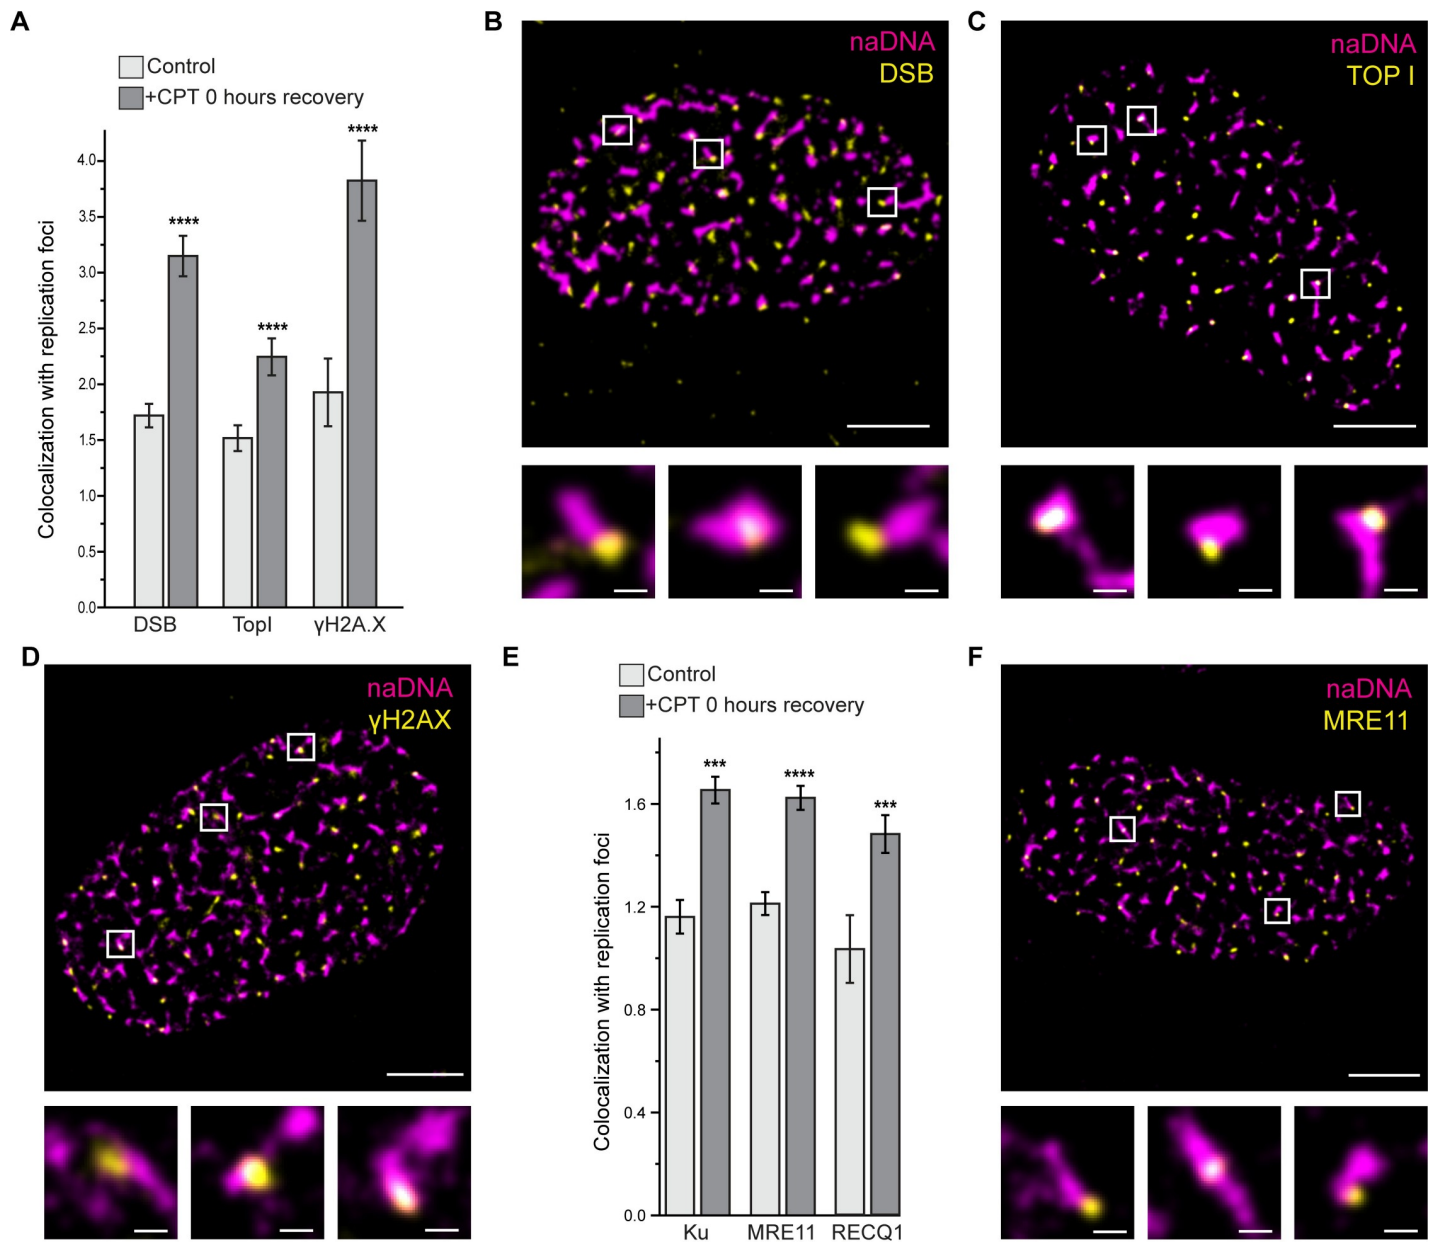 A
Control
+CPT 0 hours recovery
Colocalization with replication foci
4.0
3.5
3.0
2.5
2.0
1.5
1.0
0.5
0.0
****
****
****
DSB
TopI
γH2A.X
B
naDNA
DSB
C
naDNA
TOP I
D
naDNA
γH2AX
E
Control
+CPT 0 hours recovery
Colocalization with replication foci
1.6
1.2
0.8
0.4
0.0
***
****
***
Ku
MRE11
RECQ1
F
naDNA
MRE11